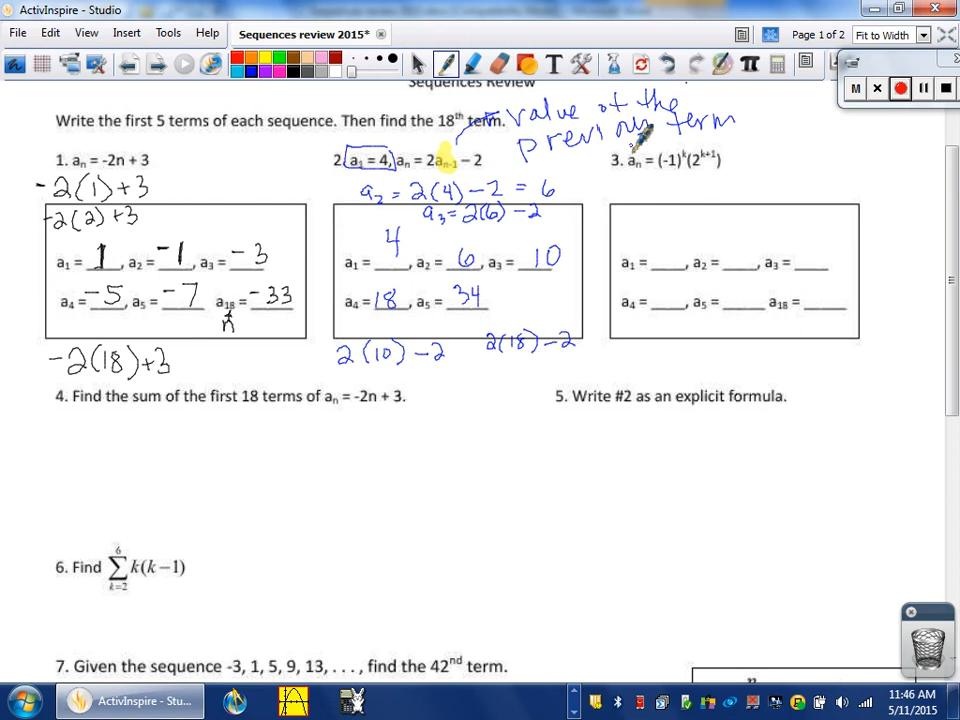 ActivInspire - Studio
File Edit View Insert Tools Help
Sequences review 2015*
Page 1 of 2
Fit to Width
M
Sequences Review
Write the first 5 terms of each sequence. Then find the 18th term.
value of the
previous term
1. aₙ = -2n + 3
2. a₁ = 4, aₙ = 2aₙ₋₁ – 2
3. aₙ = (-1)ᵏ(2ᵏ⁺¹)
-2(1)+3
-2(2)+3
a₂ = 2(4)-2 = 6
a₃=2(6)-2
a₁ = 1, a₂ = -1, a₃ = -3
a₄ = -5, a₅ = -7 a₁₈ = -33
n
a₁ = 4, a₂ = 6, a₃ = 10
a₄ = 18, a₅ = 34
a₁ = ____, a₂ = ____, a₃ = ____
a₄ = ____, a₅ = ____ a₁₈ = ____
-2(18)+3
2(10)-2
2(18)-2
4. Find the sum of the first 18 terms of aₙ = -2n + 3.
5. Write #2 as an explicit formula.
6. Find ∑ₖ₌₂⁶ k(k−1)
7. Given the sequence -3, 1, 5, 9, 13, . . . , find the 42nd term.
n
ActivInspire - Stu...
11:46 AM
5/11/2015